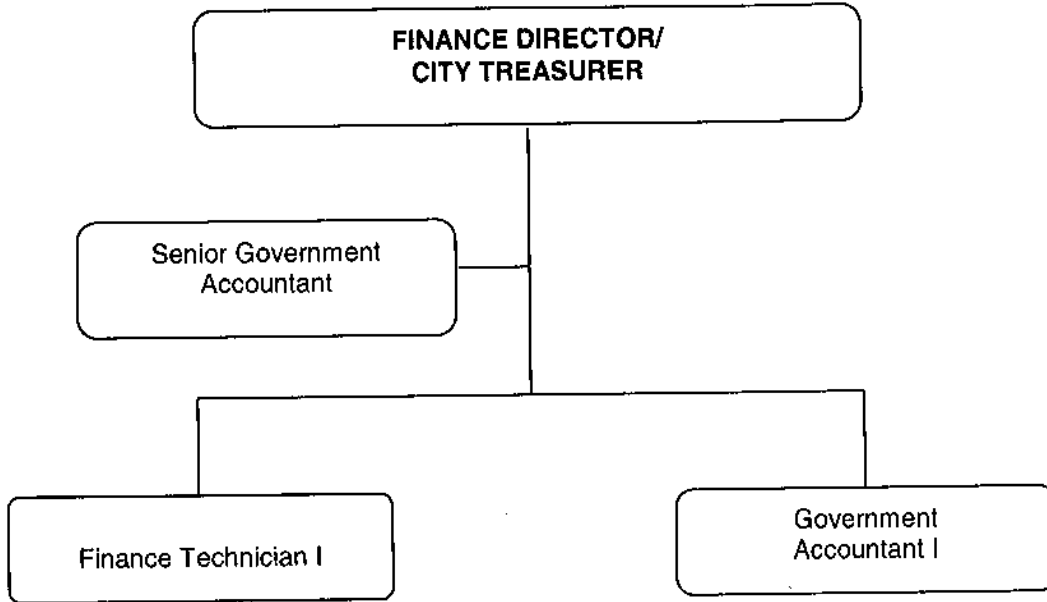 FINANCE DIRECTOR/
CITY TREASURER
Senior Government
Accountant
Finance Technician I
Government
Accountant I